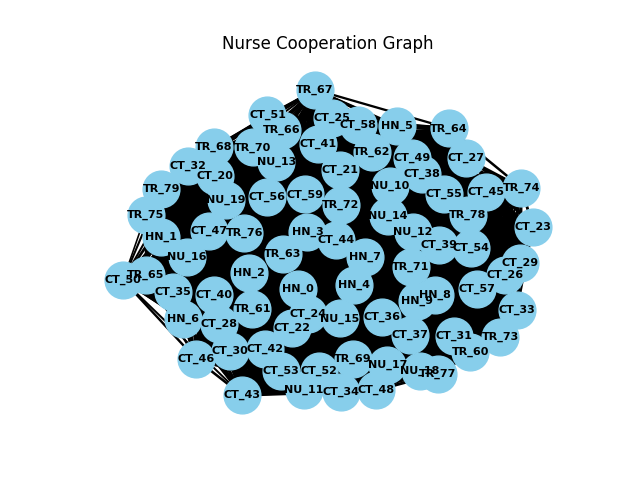 Nurse Cooperation Graph
TR_67
CT_51
CT_25
TR_66
CT_58
HN_5
TR_64
TR_68
TR_70
CT_41
TR_62
CT_49
CT_27
NU_13
CT_32
CT_20
CT_21
CT_38
TR_79
NU_10
CT_55
CT_45
TR_74
NU_19
CT_56
CT_59
TR_72
TR_75
NU_14
TR_78
CT_23
HN_1
CT_47
TR_76
HN_3
CT_44
NU_12
CT_39
CT_54
NU_16
TR_63
HN_7
TR_71
CT_29
CT_50
TR_65
HN_2
CT_26
CT_35
CT_40
HN_0
HN_4
HN_9
HN_8
CT_57
TR_61
CT_33
HN_6
CT_28
CT_24
CT_22
NU_15
CT_36
CT_37
CT_31
TR_73
CT_46
CT_30
CT_42
TR_69
NU_17
TR_60
CT_53
CT_52
NU_18
TR_77
CT_43
NU_11
CT_34
CT_48